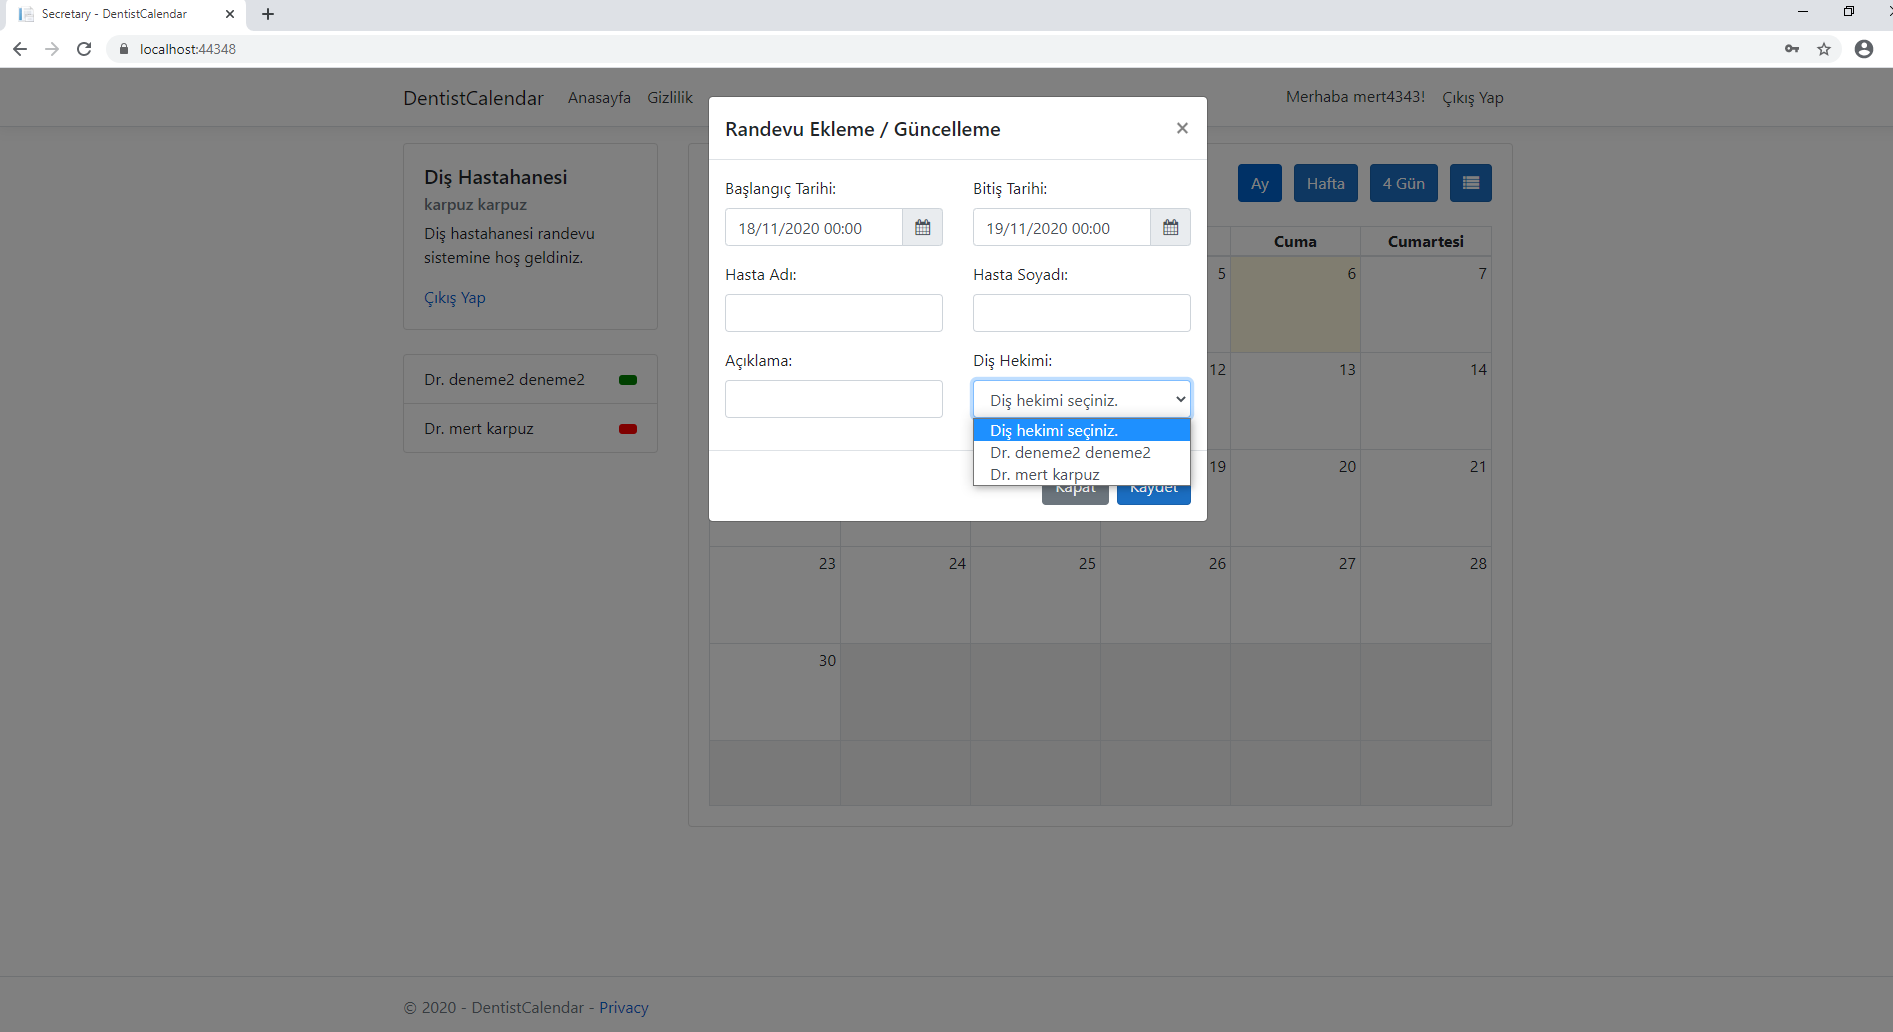 Secretary - DentistCalendar
localhost:44348
DentistCalendar Anasayfa Gizlilik
Merhaba mert4343! Çıkış Yap
Diş Hastahanesi
karpuz karpuz
Diş hastahanesi randevu
sistemine hoş geldiniz.
Çıkış Yap
Dr. deneme2 deneme2
Dr. mert karpuz
Randevu Ekleme / Güncelleme
×
Başlangıç Tarihi: Bitiş Tarihi:
18/11/2020 00:00 19/11/2020 00:00
Hasta Adı: Hasta Soyadı:
Açıklama: Diş Hekimi:
Diş hekimi seçiniz.
Diş hekimi seçiniz.
Dr. deneme2 deneme2
Dr. mert karpuz
Kapat Kaydet
Ay Hafta 4 Gün
Cuma Cumartesi
5 6 7
12 13 14
19 20 21
23 24 25 26 27 28
30
© 2020 - DentistCalendar - Privacy